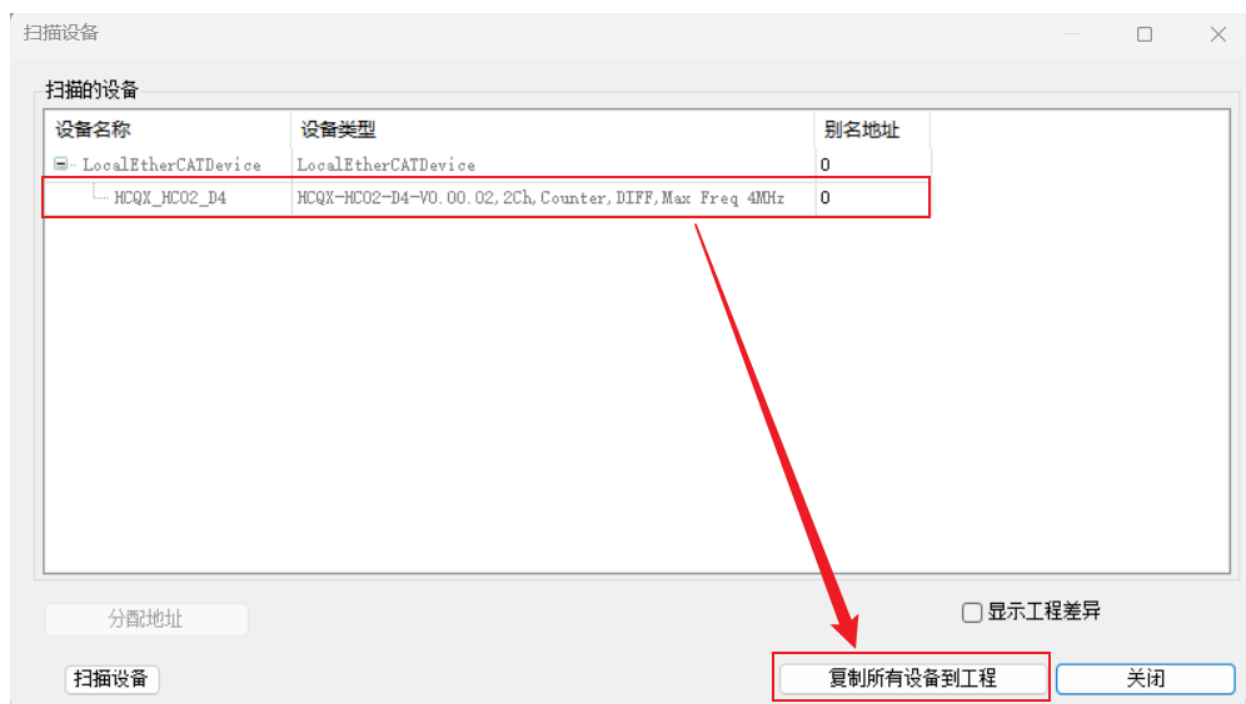 扫描设备
扫描的设备
设备名称 设备类型 别名地址
LocalEtherCATDevice LocalEtherCATDevice 0
HCQX_HC02_D4 HCQX-HC02-D4-V0.00.02,2Ch,Counter,DIFF,Max Freq 4MHz 0
分配地址 显示工程差异
扫描设备 复制所有设备到工程 关闭